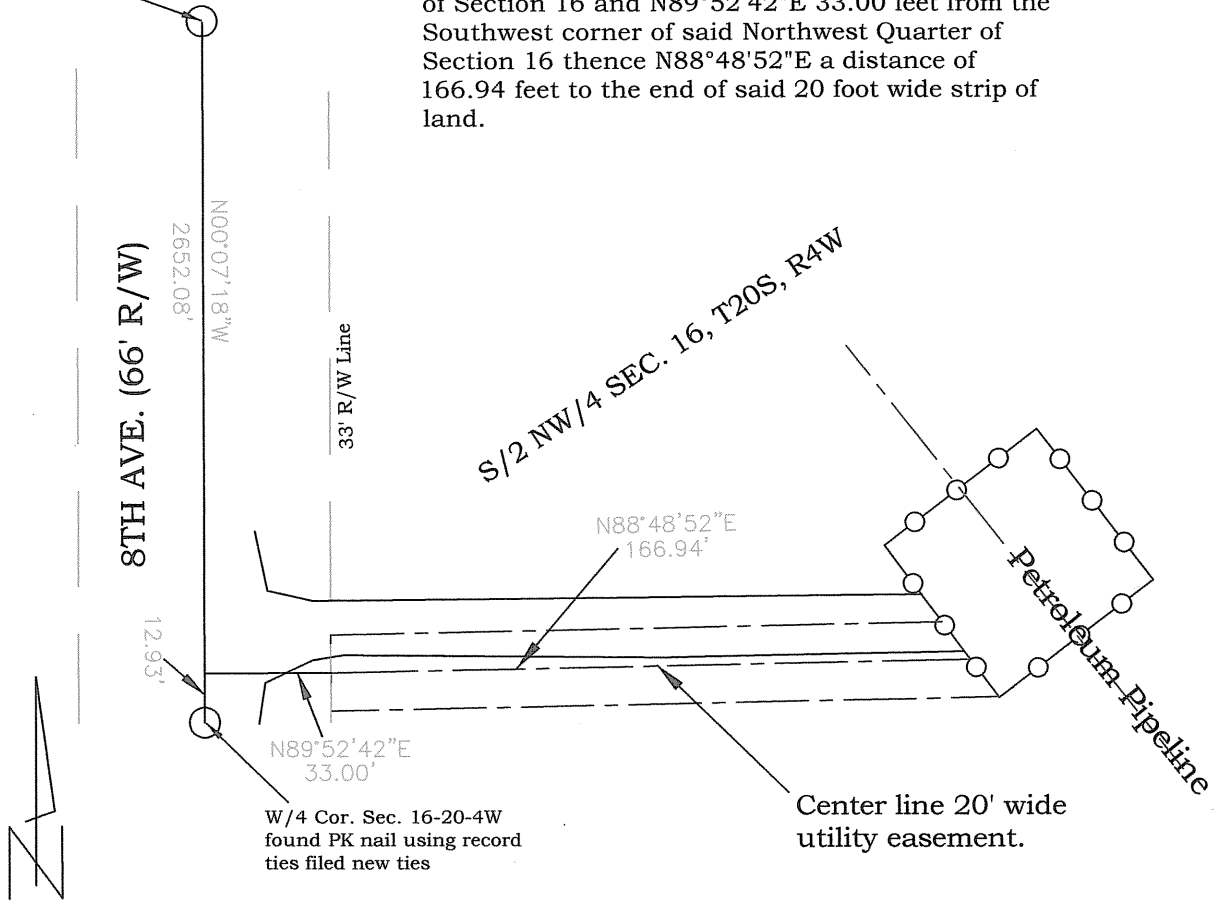 of Section 16 and N89°52'42"E 33.00 feet from the
Southwest corner of said Northwest Quarter of
Section 16 thence N88°48'52"E a distance of
166.94 feet to the end of said 20 foot wide strip of
land.
N00°07'18"W
2652.08'
8TH AVE. (66' R/W)
33' R/W Line
S/2 NW/4 SEC. 16, T20S, R4W
N88°48'52"E
166.94'
Petroleum Pipeline
12.93'
N89°52'42"E
33.00'
W/4 Cor. Sec. 16-20-4W
found PK nail using record
ties filed new ties
Center line 20' wide
utility easement.
N